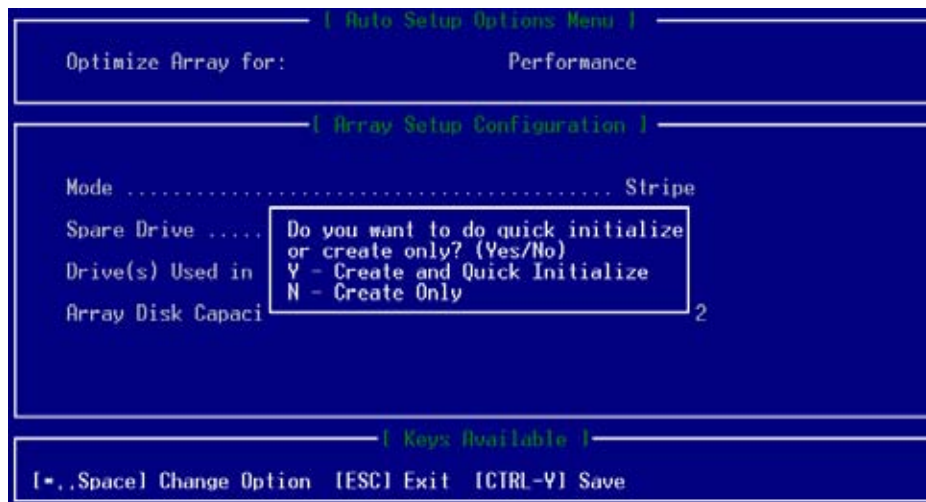 [ Auto Setup Options Menu ]
Optimize Array for: Performance
[ Array Setup Configuration ]
Mode .......................................... Stripe
Spare Drive .....
Do you want to do quick initialize
or create only? (Yes/No)
Drive(s) Used in
Y - Create and Quick Initialize
N - Create Only
Array Disk Capaci 2
[ Keys Available ]
Space] Change Option [ESC] Exit [CTRL-Y] Save